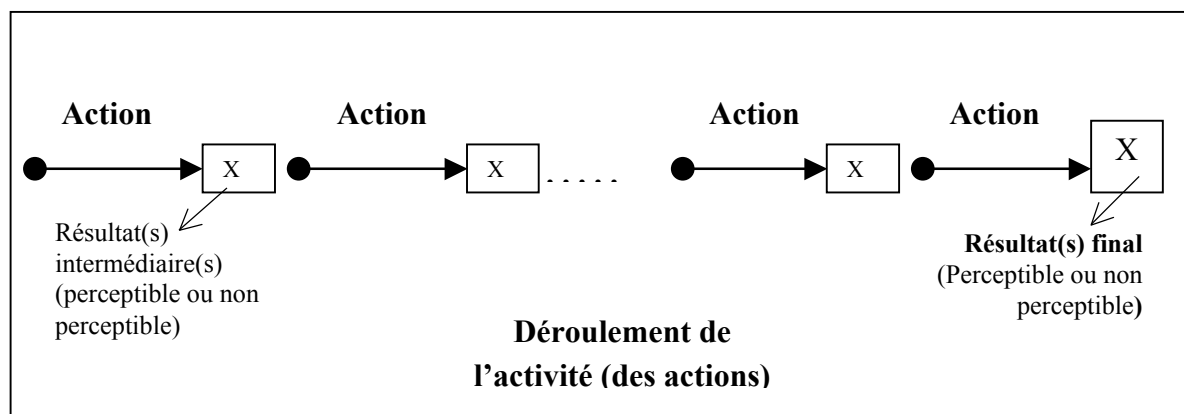 Action Action Action Action
X X . . . . . X X
Résultat(s)
intermédiaire(s)
(perceptible ou non
perceptible)
Résultat(s) final
(Perceptible ou non
perceptible)
Déroulement de
l’activité (des actions)